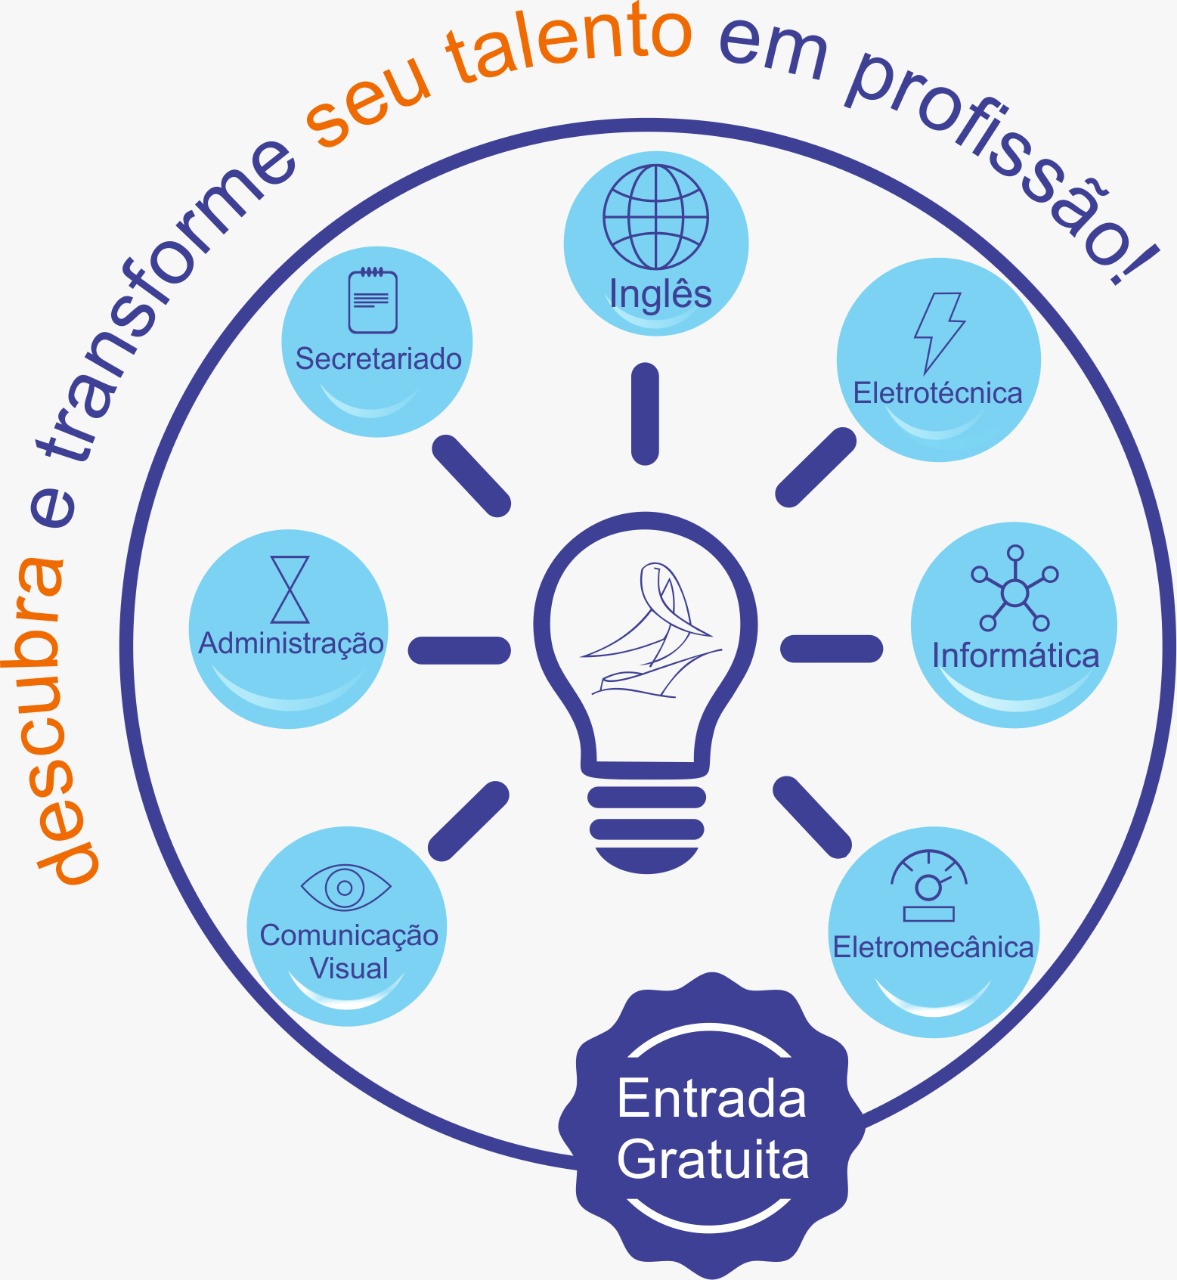 descubra e transforme seu talento em profissão!
Inglês
Secretariado
Eletrotécnica
Administração
Informática
Comunicação
Visual
Eletromecânica
Entrada
Gratuita